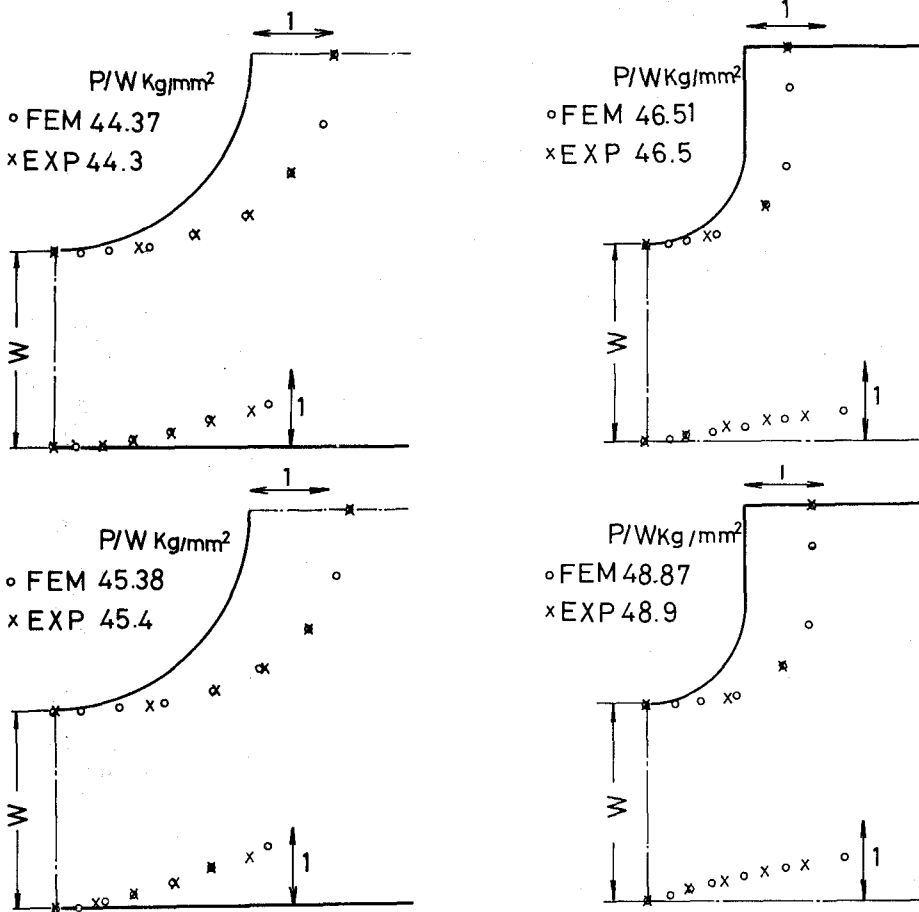 1
P/W Kg/mm²
o FEM 44.37
x EXP 44.3
W
1
1
P/W Kg/mm²
o FEM 46.51
x EXP 46.5
W
1
1
P/W Kg/mm²
o FEM 45.38
x EXP 45.4
W
1
1
P/W Kg/mm²
o FEM 48.87
x EXP 48.9
W
1